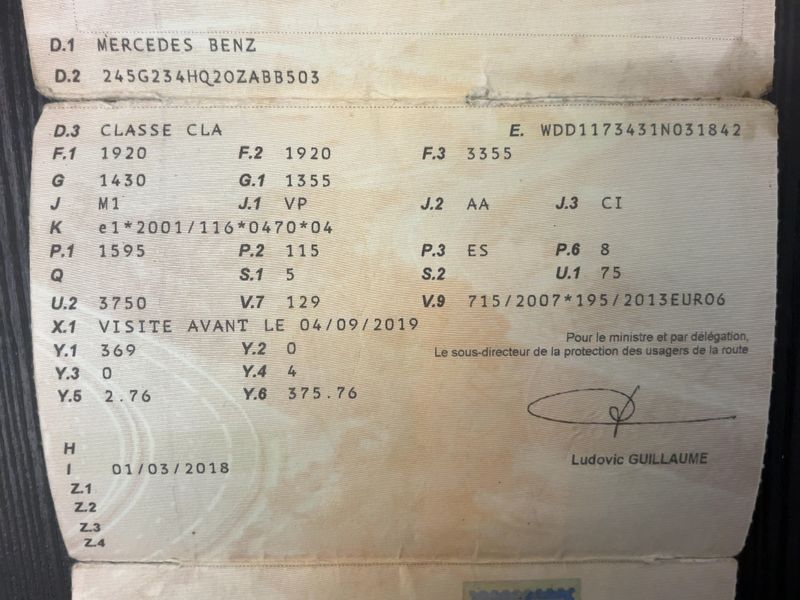 D.1 MERCEDES BENZ
D.2 245G234HQ20ZABB503
D.3 CLASSE CLA E. WDD1173431N031842
F.1 1920 F.2 1920 F.3 3355
G 1430 G.1 1355
J M1 J.1 VP J.2 AA J.3 CI
K e1*2001/116*0470*04
P.1 1595 P.2 115 P.3 ES P.6 8
Q S.1 5 S.2 U.1 75
U.2 3750 V.7 129 V.9 715/2007*195/2013EURO6
X.1 VISITE AVANT LE 04/09/2019
Pour le ministre et par délégation,
Y.1 369 Y.2 0 Le sous-directeur de la protection des usagers de la route
Y.3 0 Y.4 4
Y.5 2.76 Y.6 375.76
H
Ludovic GUILLAUME
I 01/03/2018
Z.1
Z.2
Z.3
Z.4